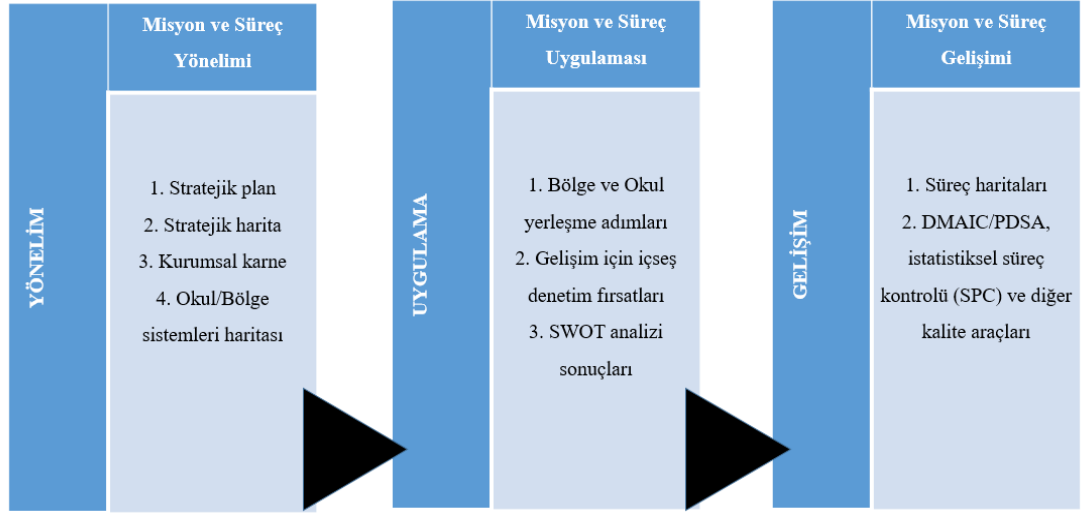 YÖNELİM
Misyon ve Süreç
Yönelimi
1. Stratejik plan
2. Stratejik harita
3. Kurumsal karne
4. Okul/Bölge
sistemleri haritası
UYGULAMA
Misyon ve Süreç
Uygulaması
1. Bölge ve Okul
yerleşme adımları
2. Gelişim için içseş
denetim fırsatları
3. SWOT analizi
sonuçları
GELİŞİM
Misyon ve Süreç
Gelişimi
1. Süreç haritaları
2. DMAIC/PDSA,
istatistiksel süreç
kontrolü (SPC) ve diğer
kalite araçları